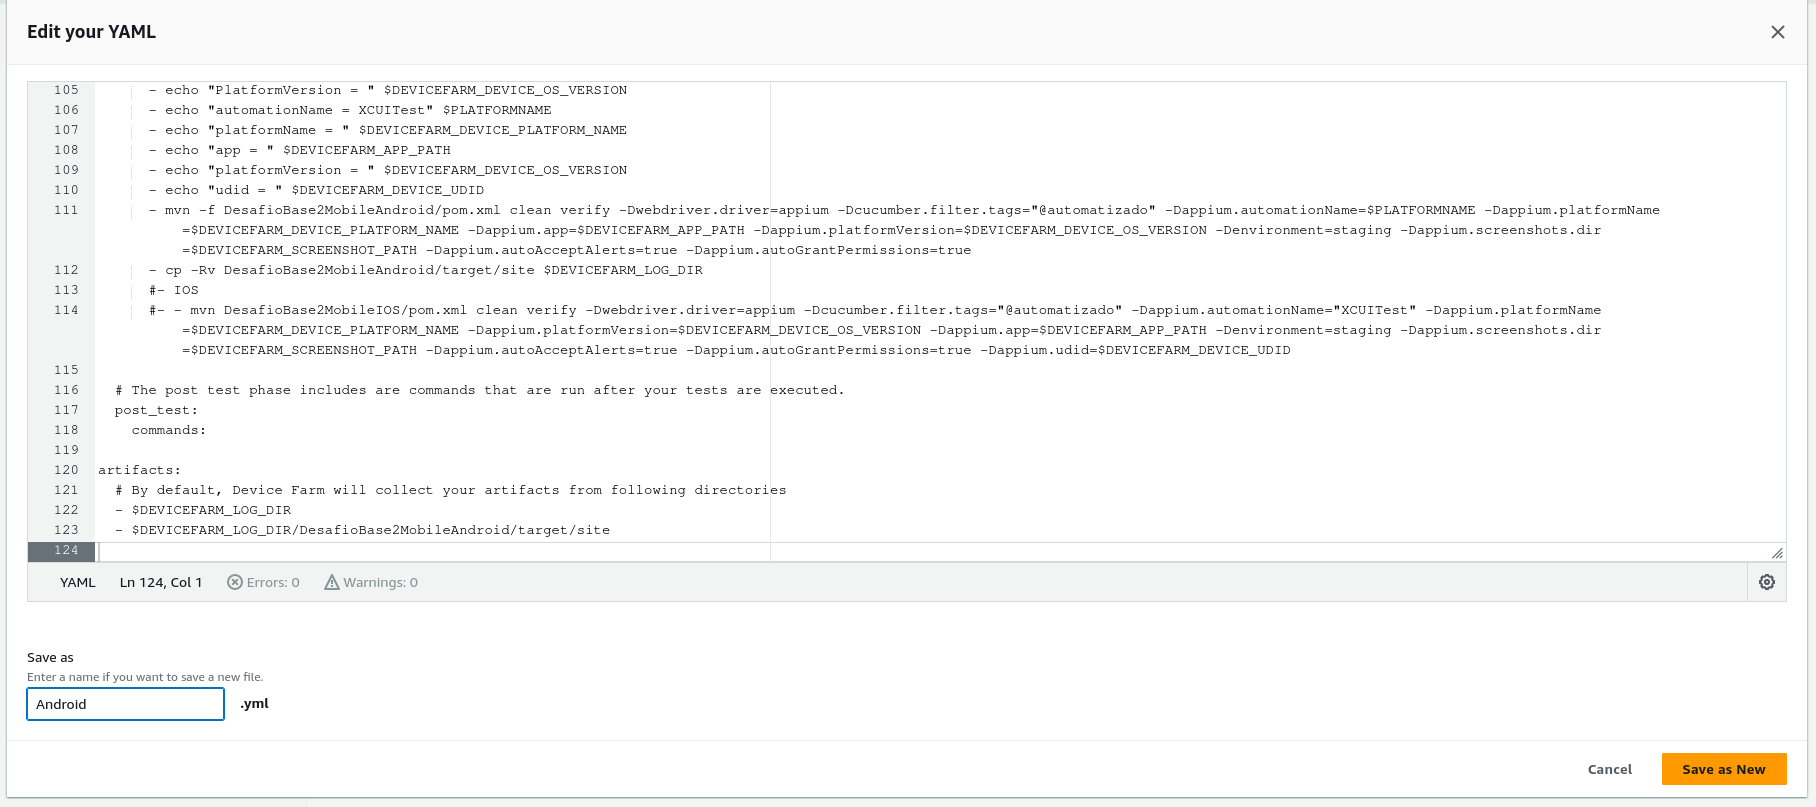 Edit your YAML
105 - echo "PlatformVersion = " $DEVICEFARM_DEVICE_OS_VERSION
106 - echo "automationName = XCUITest" $PLATFORMNAME
107 - echo "platformName = " $DEVICEFARM_DEVICE_PLATFORM_NAME
108 - echo "app = " $DEVICEFARM_APP_PATH
109 - echo "platformVersion = " $DEVICEFARM_DEVICE_OS_VERSION
110 - echo "udid = " $DEVICEFARM_DEVICE_UDID
111 - mvn -f DesafioBase2MobileAndroid/pom.xml clean verify -Dwebdriver.driver=appium -Dcucumber.filter.tags="@automatizado" -Dappium.automationName=$PLATFORMNAME -Dappium.platformName
=$DEVICEFARM_DEVICE_PLATFORM_NAME -Dappium.app=$DEVICEFARM_APP_PATH -Dappium.platformVersion=$DEVICEFARM_DEVICE_OS_VERSION -Denvironment=staging -Dappium.screenshots.dir
=$DEVICEFARM_SCREENSHOT_PATH -Dappium.autoAcceptAlerts=true -Dappium.autoGrantPermissions=true
112 - cp -Rv DesafioBase2MobileAndroid/target/site $DEVICEFARM_LOG_DIR
113 #- IOS
114 #- - mvn DesafioBase2MobileIOS/pom.xml clean verify -Dwebdriver.driver=appium -Dcucumber.filter.tags="@automatizado" -Dappium.automationName="XCUITest" -Dappium.platformName
=$DEVICEFARM_DEVICE_PLATFORM_NAME -Dappium.platformVersion=$DEVICEFARM_DEVICE_OS_VERSION -Dappium.app=$DEVICEFARM_APP_PATH -Denvironment=staging -Dappium.screenshots.dir
=$DEVICEFARM_SCREENSHOT_PATH -Dappium.autoAcceptAlerts=true -Dappium.autoGrantPermissions=true -Dappium.udid=$DEVICEFARM_DEVICE_UDID
115
116 # The post test phase includes are commands that are run after your tests are executed.
117 post_test:
118 commands:
119
120 artifacts:
121 # By default, Device Farm will collect your artifacts from following directories
122 - $DEVICEFARM_LOG_DIR
123 - $DEVICEFARM_LOG_DIR/DesafioBase2MobileAndroid/target/site
124
YAML Ln 124, Col 1 Errors: 0 Warnings: 0
Save as
Enter a name if you want to save a new file.
Android .yml
Cancel Save as New